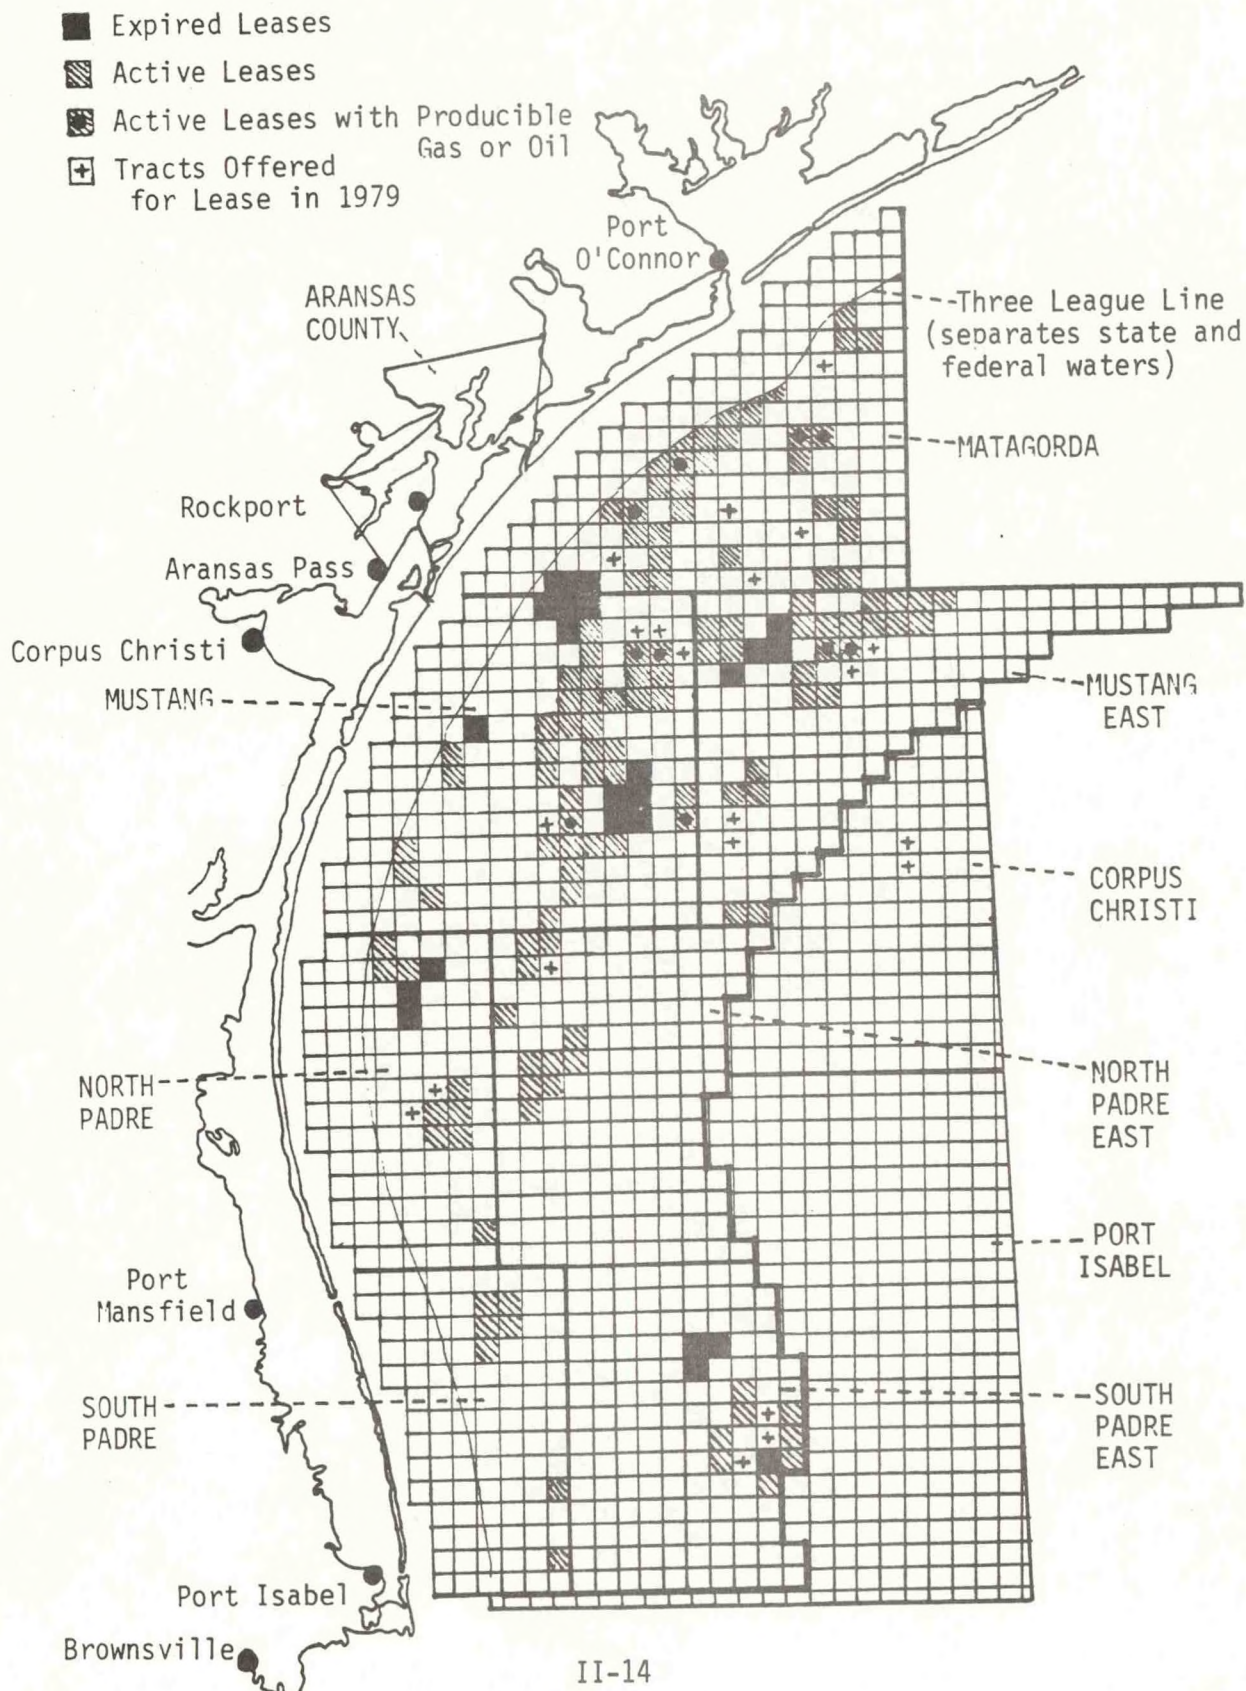 Expired Leases
Active Leases
Active Leases with Producible
Gas or Oil
Tracts Offered
for Lease in 1979
Port
O'Connor
ARANSAS
COUNTY
Three League Line
(separates state and
federal waters)
MATAGORDA
Rockport
Aransas Pass
Corpus Christi
MUSTANG
MUSTANG
EAST
CORPUS
CHRISTI
NORTH
PADRE
NORTH
PADRE
EAST
PORT
ISABEL
Port
Mansfield
SOUTH
PADRE
SOUTH
PADRE
EAST
Port Isabel
Brownsville
II-14